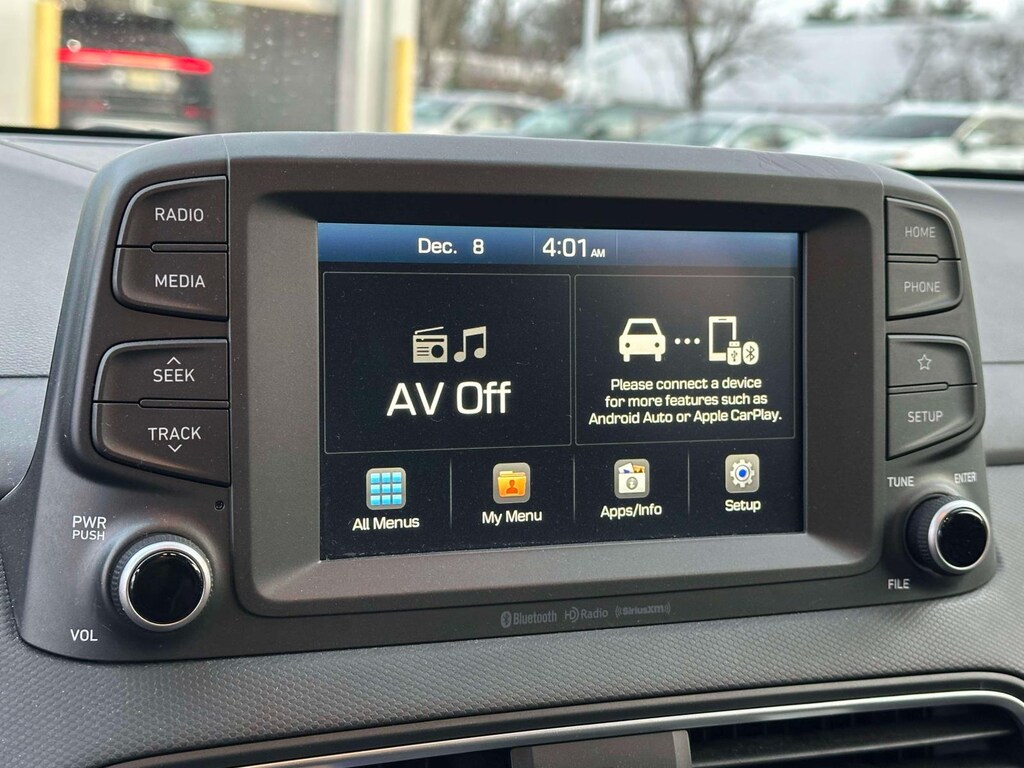 RADIO
MEDIA
SEEK
TRACK
PWR
PUSH
VOL
Dec. 8 4:01 AM
AV Off
Please connect a device
for more features such as
Android Auto or Apple CarPlay.
All Menus
My Menu
Apps/Info
Setup
HOME
PHONE
SETUP
TUNE
ENTER
FILE
Bluetooth HD Radio ((SiriusXM))